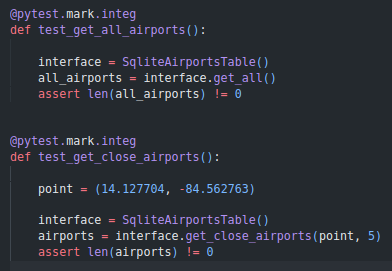 @pytest.mark.integ
def test_get_all_airports():
    interface = SqliteAirportsTable()
    all_airports = interface.get_all()
    assert len(all_airports) != 0
@pytest.mark.integ
def test_get_close_airports():
    point = (14.127704, -84.562763)
    interface = SqliteAirportsTable()
    airports = interface.get_close_airports(point, 5)
    assert len(airports) != 0